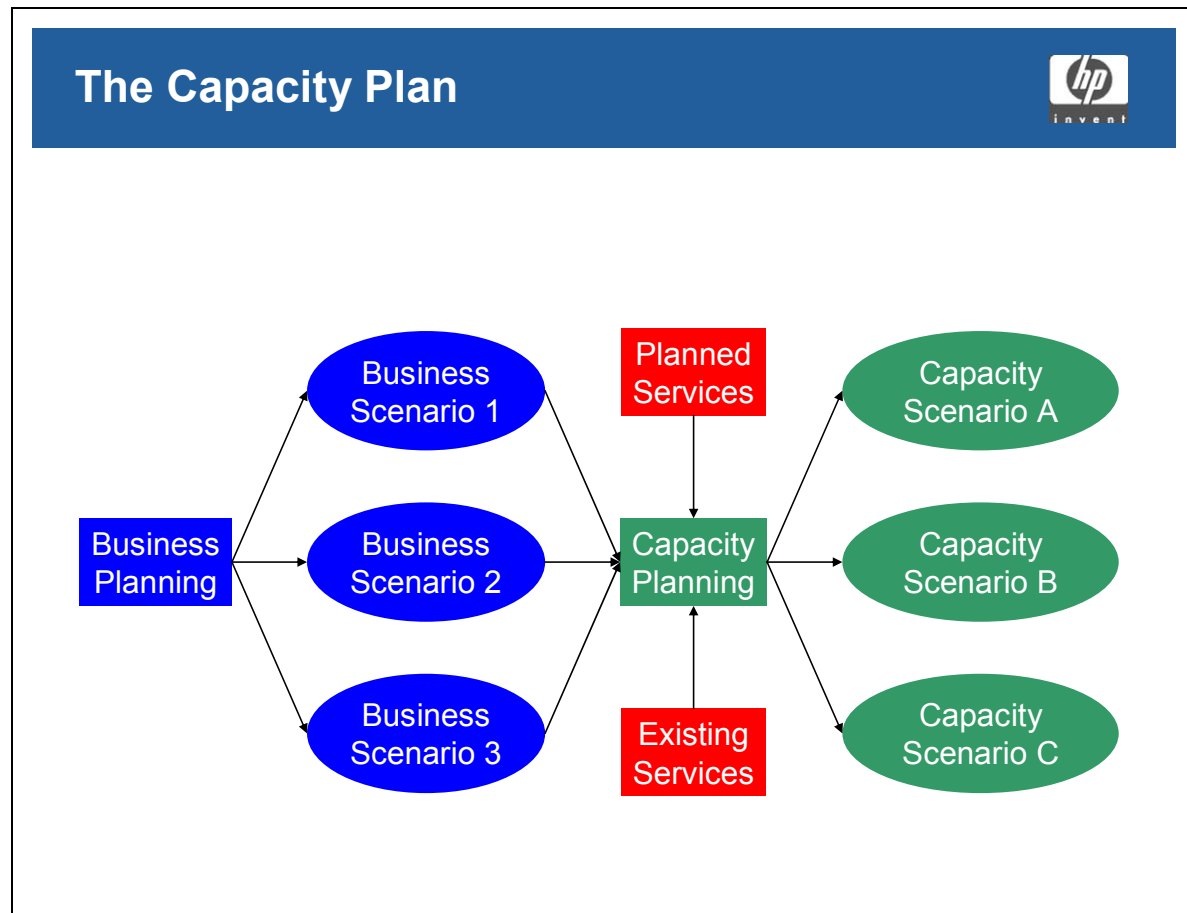 The Capacity Plan
hp
invent
Business
Scenario 1
Planned
Services
Capacity
Scenario A
Business
Planning
Business
Scenario 2
Capacity
Planning
Capacity
Scenario B
Business
Scenario 3
Existing
Services
Capacity
Scenario C